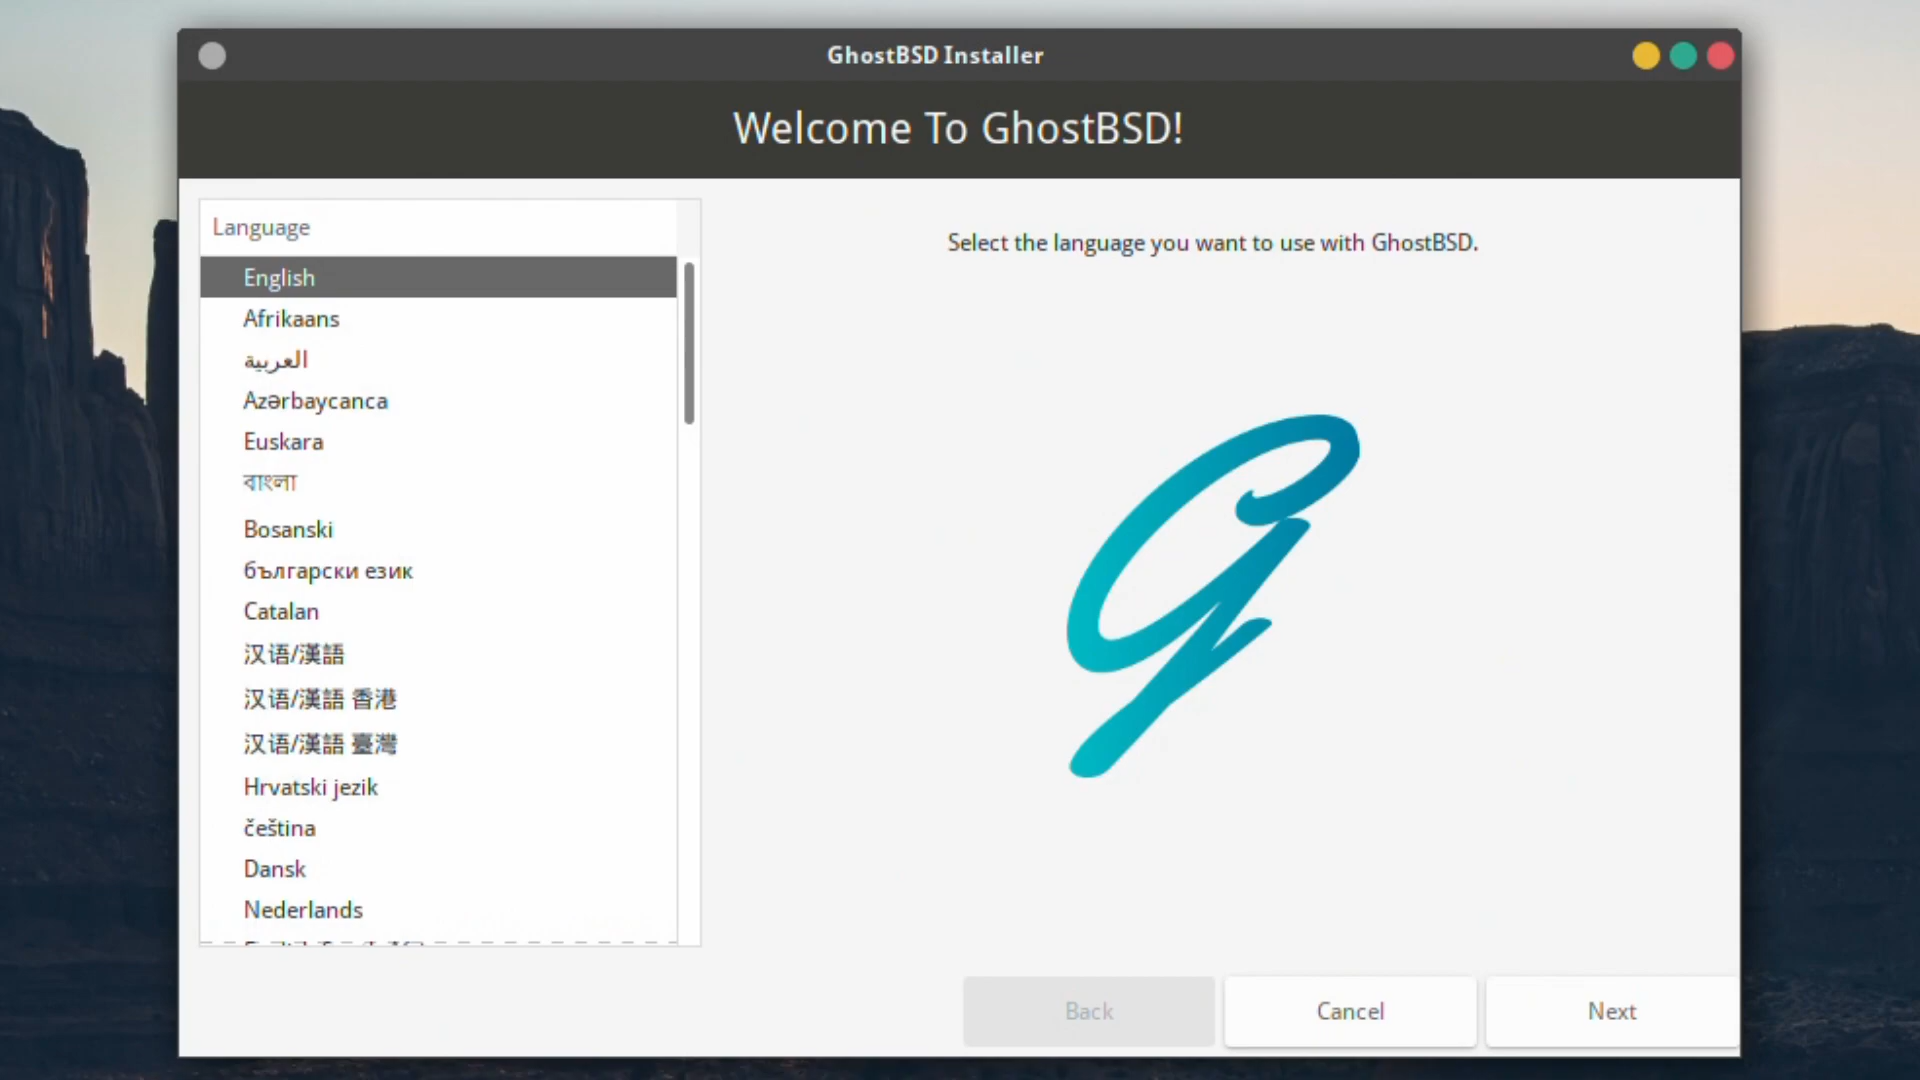 GhostBSD Installer
Welcome To GhostBSD!
Language
English
Afrikaans
العربية
Azərbaycanca
Euskara
বাংলা
Bosanski
български език
Catalan
汉语/漢語
汉语/漢語 香港
汉语/漢語 臺灣
Hrvatski jezik
čeština
Dansk
Nederlands
Select the language you want to use with GhostBSD.
Back
Cancel
Next